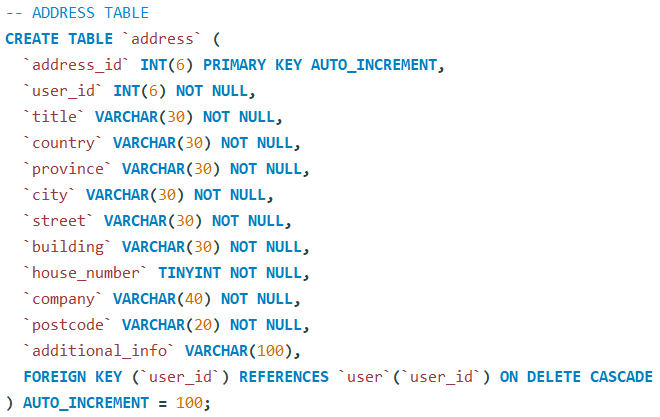 -- ADDRESS TABLE
CREATE TABLE `address` (
  `address_id` INT(6) PRIMARY KEY AUTO_INCREMENT,
  `user_id` INT(6) NOT NULL,
  `title` VARCHAR(30) NOT NULL,
  `country` VARCHAR(30) NOT NULL,
  `province` VARCHAR(30) NOT NULL,
  `city` VARCHAR(30) NOT NULL,
  `street` VARCHAR(30) NOT NULL,
  `building` VARCHAR(30) NOT NULL,
  `house_number` TINYINT NOT NULL,
  `company` VARCHAR(40) NOT NULL,
  `postcode` VARCHAR(20) NOT NULL,
  `additional_info` VARCHAR(100),
  FOREIGN KEY (`user_id`) REFERENCES `user`(`user_id`) ON DELETE CASCADE
) AUTO_INCREMENT = 100;